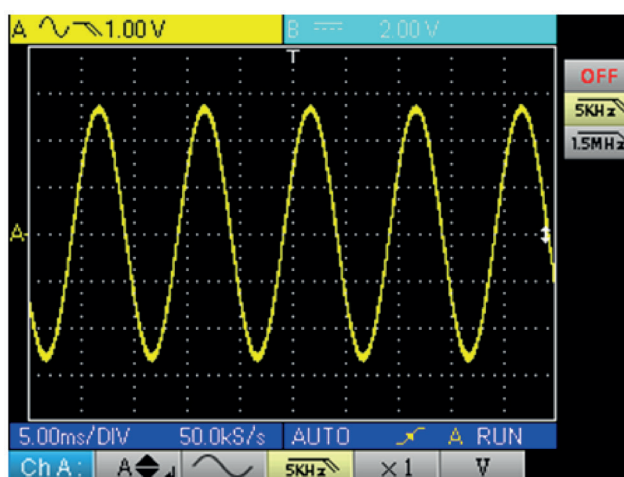 A 1.00 V B 2.00 V
T
OFF
5KHz
1.5MHz
A
5.00ms/DIV 50.0kS/s AUTO A RUN
Ch A: A 5KHz ×1 V